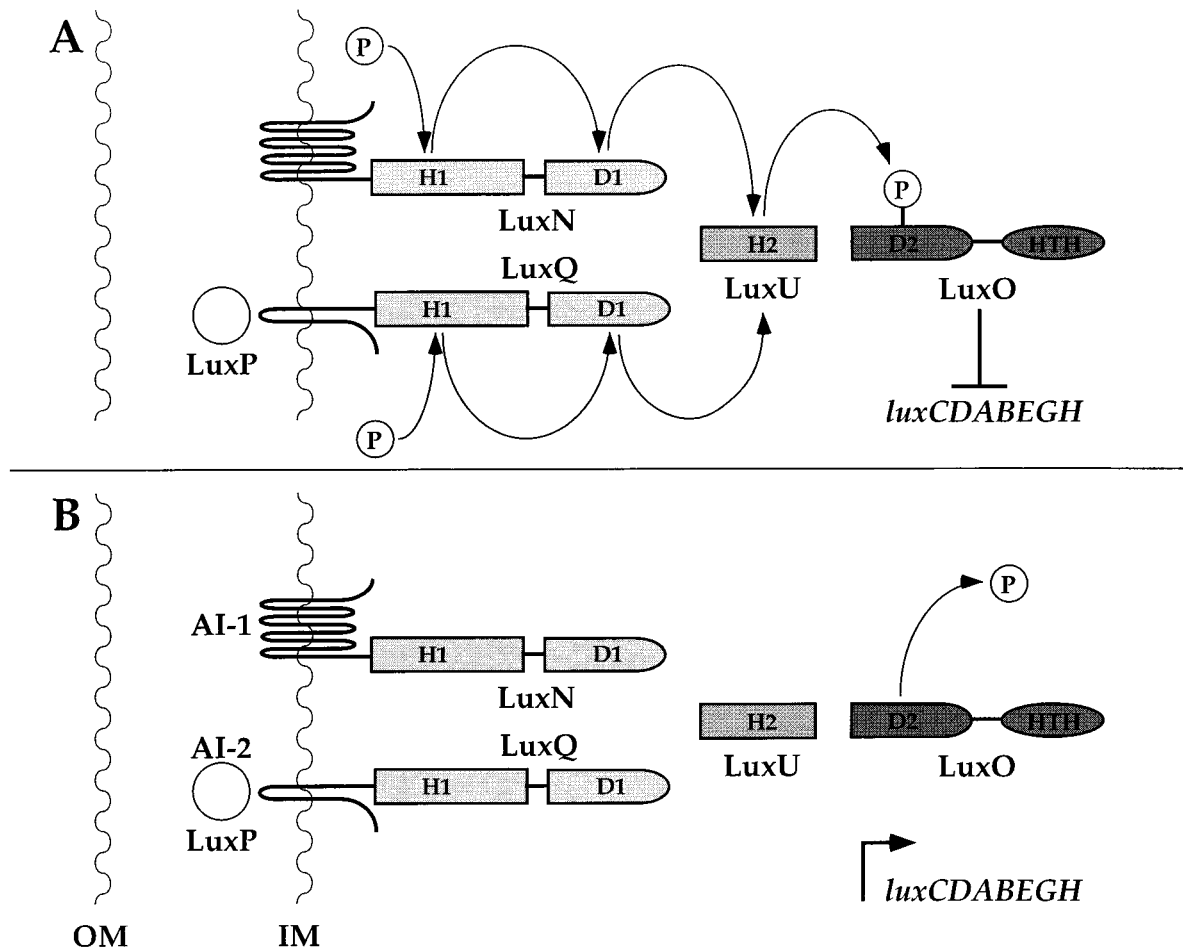 A
P
H1 D1
LuxN
P
H2 D2 HTH
LuxU LuxO
LuxQ
H1 D1
LuxP
luxCDABEGH
P
B
P
AI-1
H1 D1
LuxN
H2 D2 HTH
LuxU LuxO
LuxQ
AI-2
H1 D1
LuxP
luxCDABEGH
OM IM